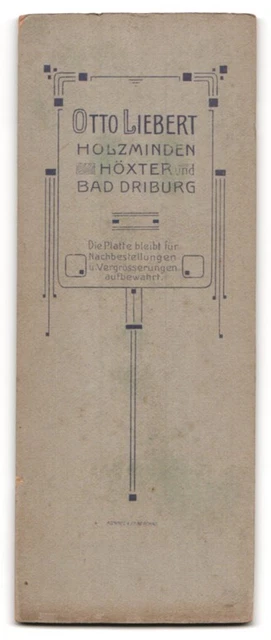 OTTO LIEBERT
HOLZMINDEN
HÖXTER und
BAD DRIBURG
Die Platte bleibt für
Nachbestellungen
u. Vergrösserungen
aufbewahrt.